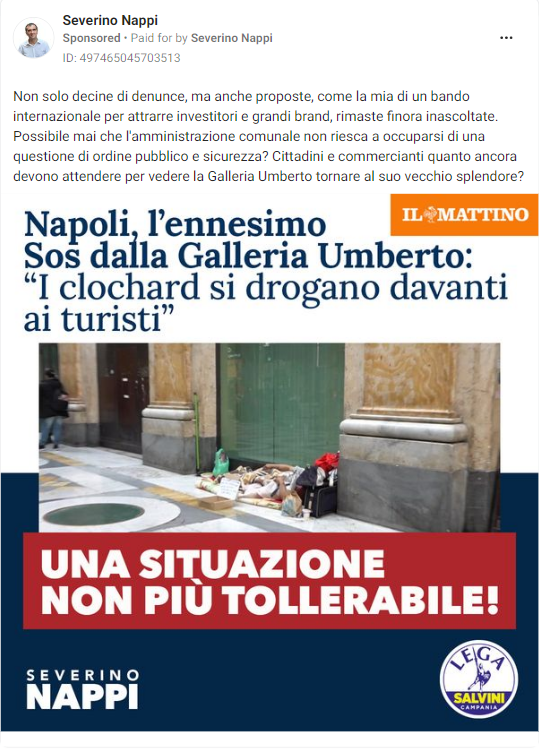 Severino Nappi
Sponsored • Paid for by Severino Nappi
ID: 497465045703513
Non solo decine di denunce, ma anche proposte, come la mia di un bando
internazionale per attrarre investitori e grandi brand, rimaste finora inascoltate.
Possibile mai che l'amministrazione comunale non riesca a occuparsi di una
questione di ordine pubblico e sicurezza? Cittadini e commercianti quanto ancora
devono attendere per vedere la Galleria Umberto tornare al suo vecchio splendore?
IL MATTINO
Napoli, l’ennesimo
Sos dalla Galleria Umberto:
“I clochard si drogano davanti
ai turisti”
UNA SITUAZIONE
NON PIÙ TOLLERABILE!
SEVERINO
NAPPI
LEGA
SALVINI
CAMPANIA